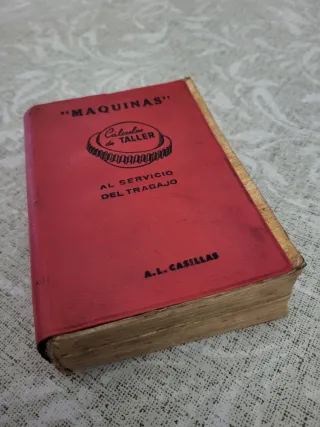 "MAQUINAS"
Calculos
de TALLER
AL SERVICIO
DEL TRABAJO
A.L. CASILLAS